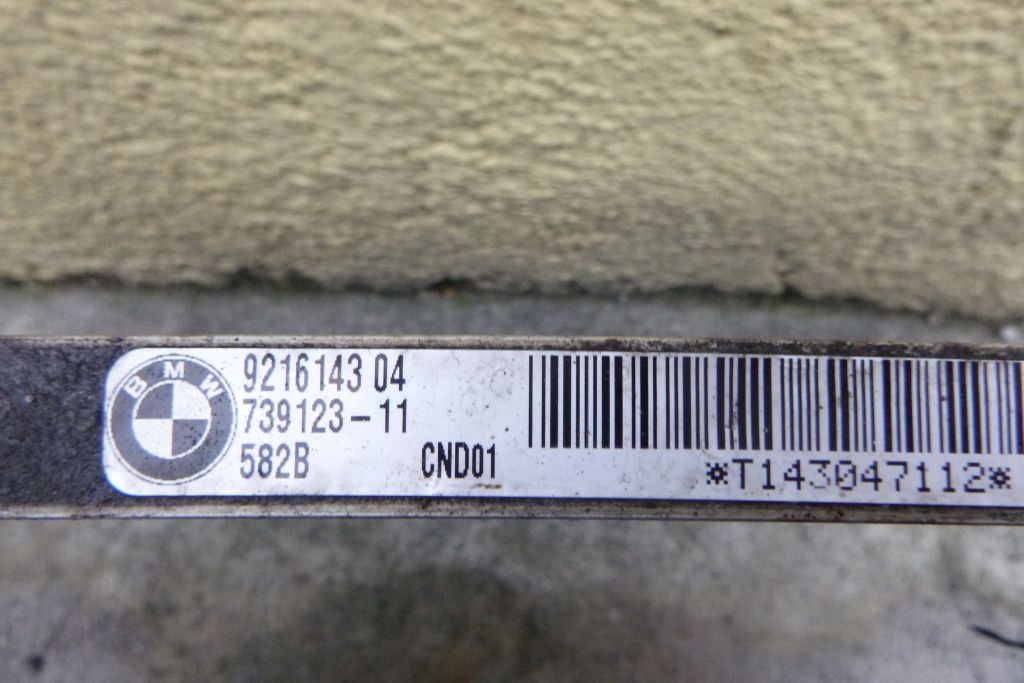 BMW
9216143 04
739123-11
582B CND01
*T143047112*